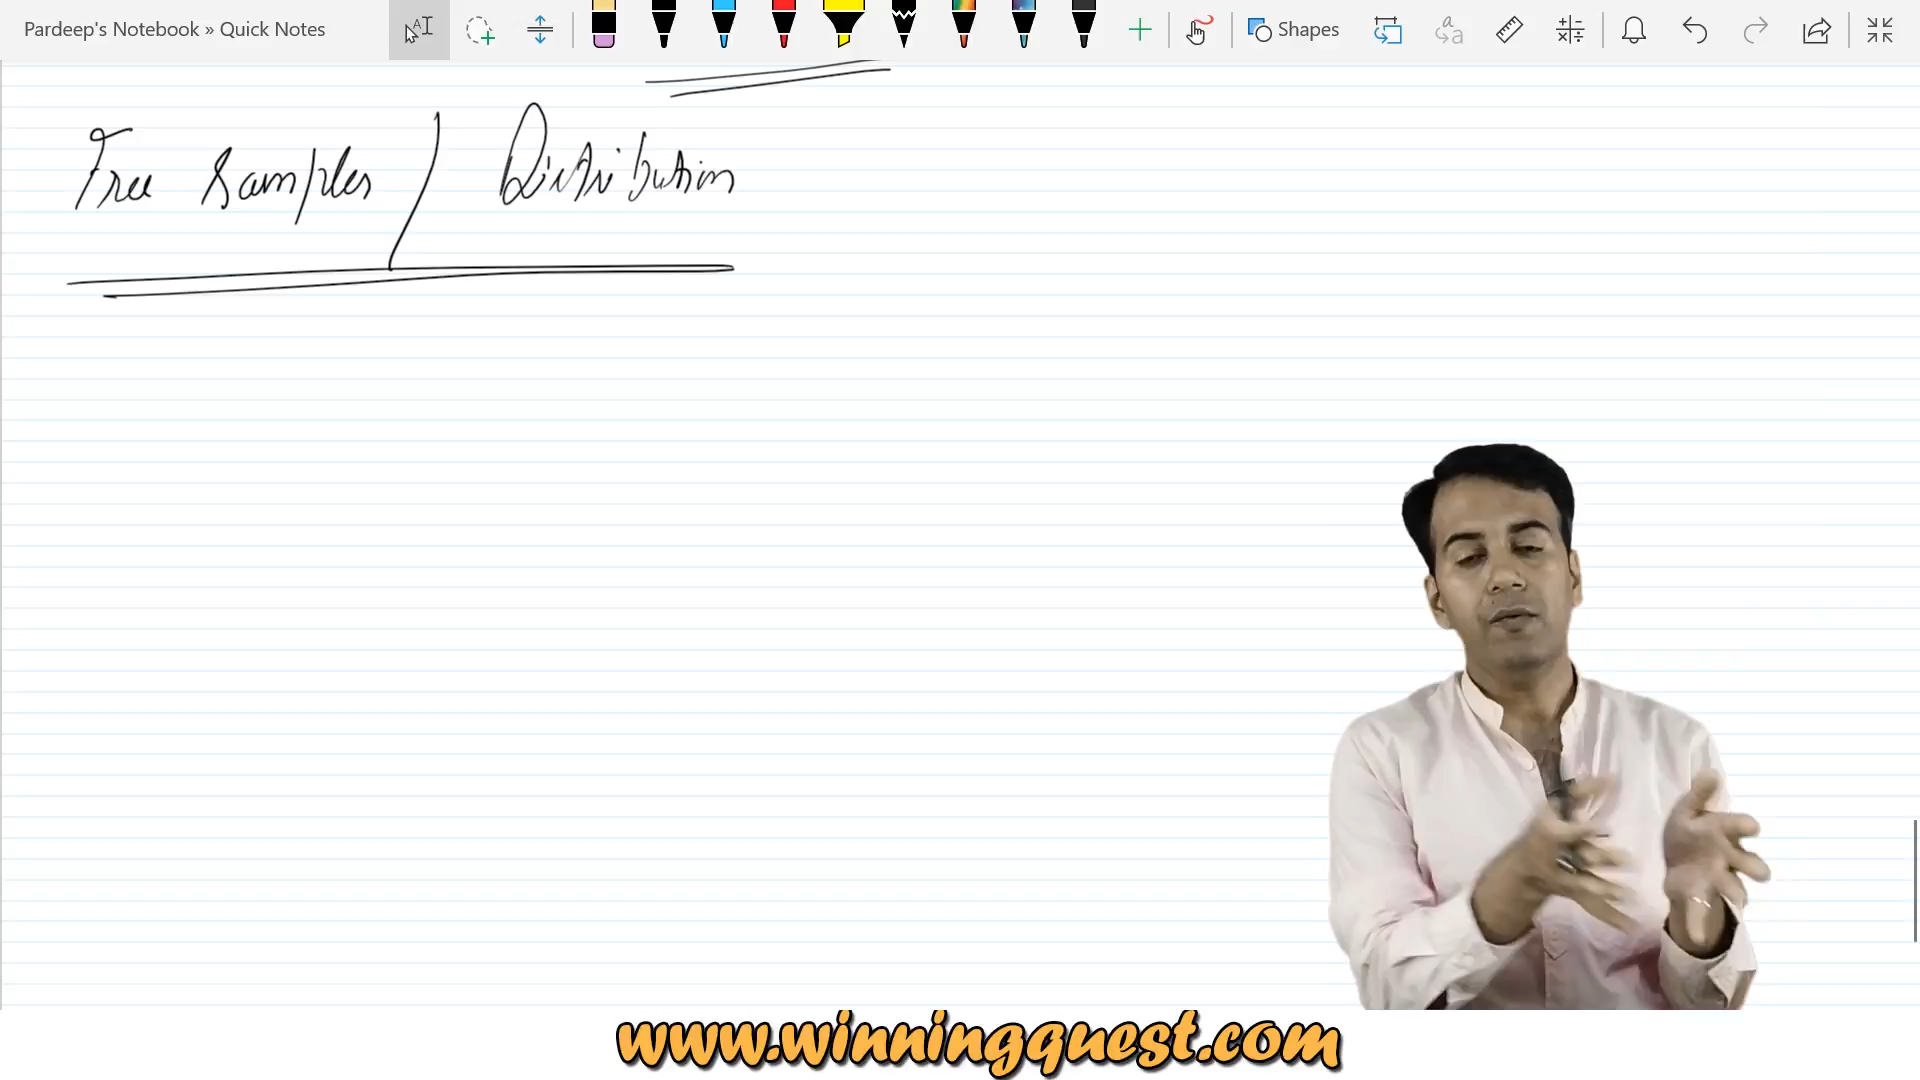 Pardeep's Notebook » Quick Notes
Shapes
Free Samples / Distribution
www.winningquest.com